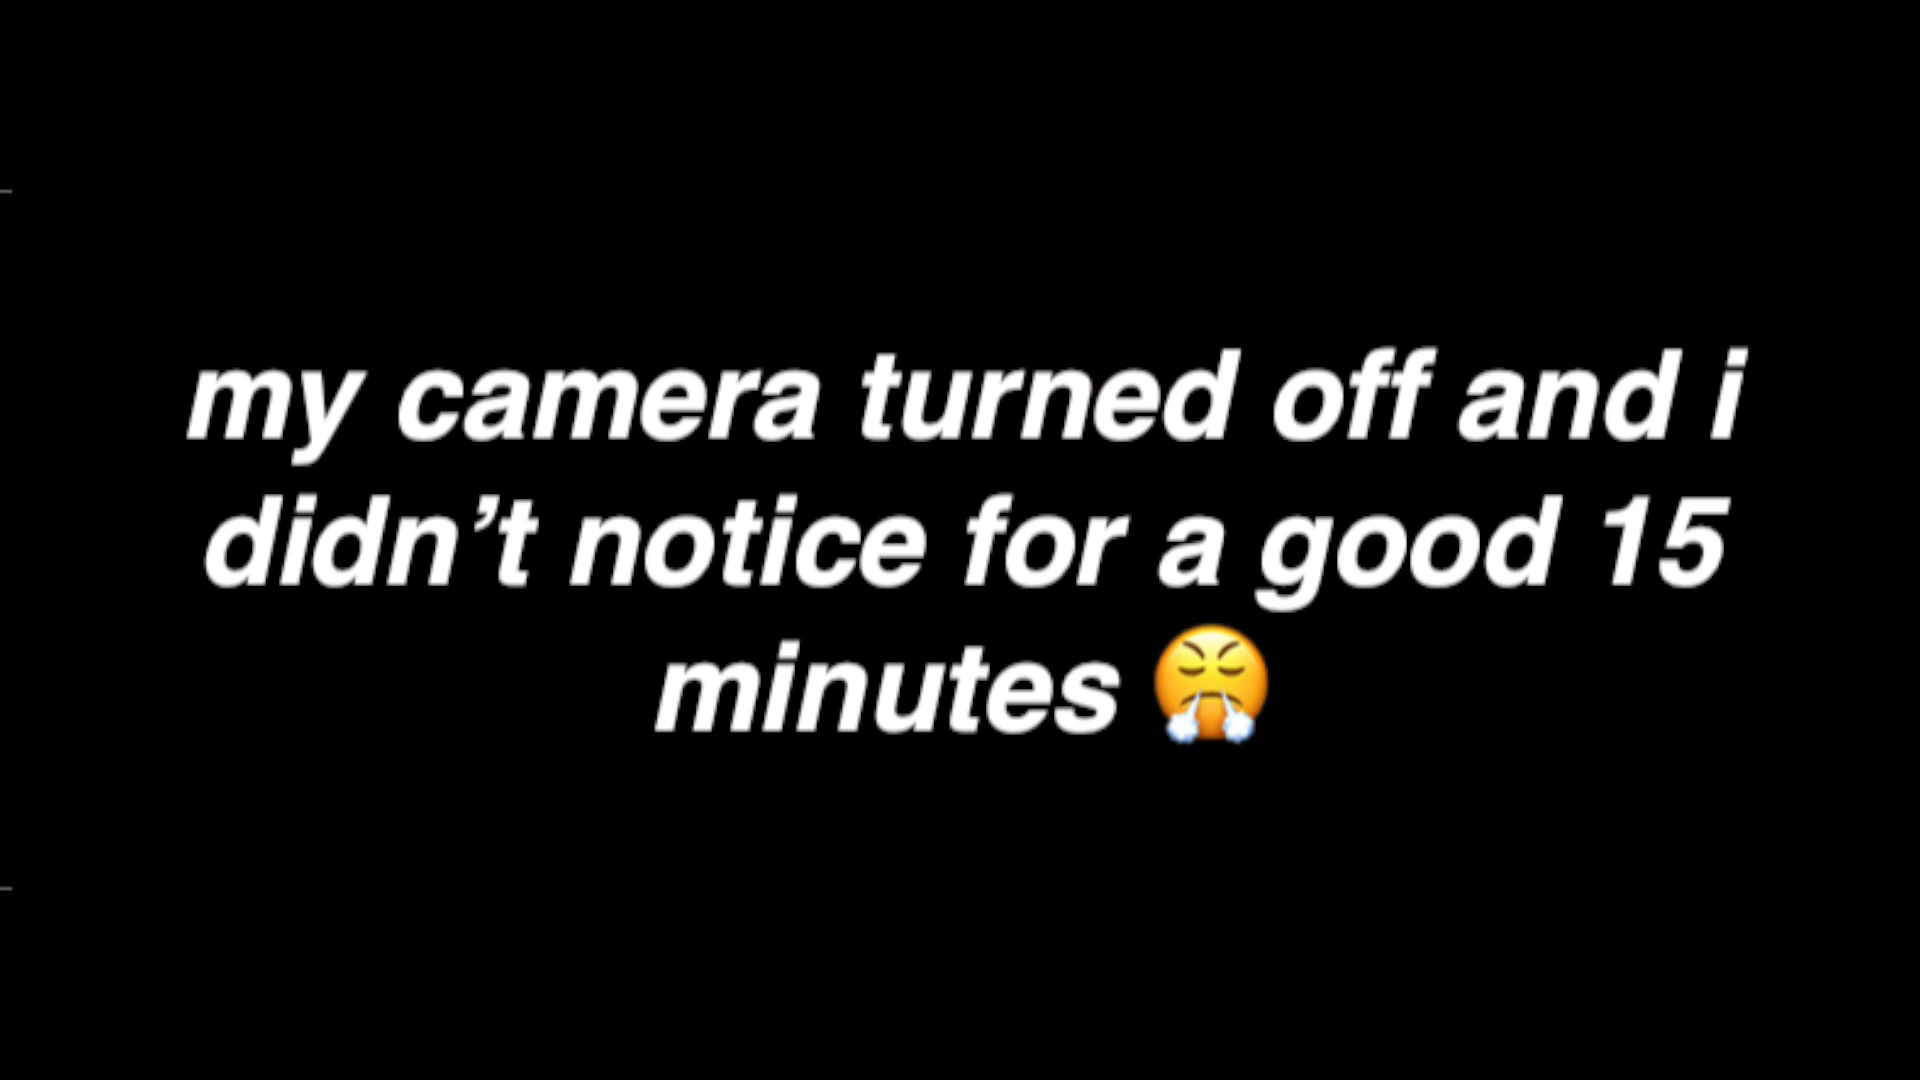 my camera turned off and i
didn’t notice for a good 15
minutes 😤